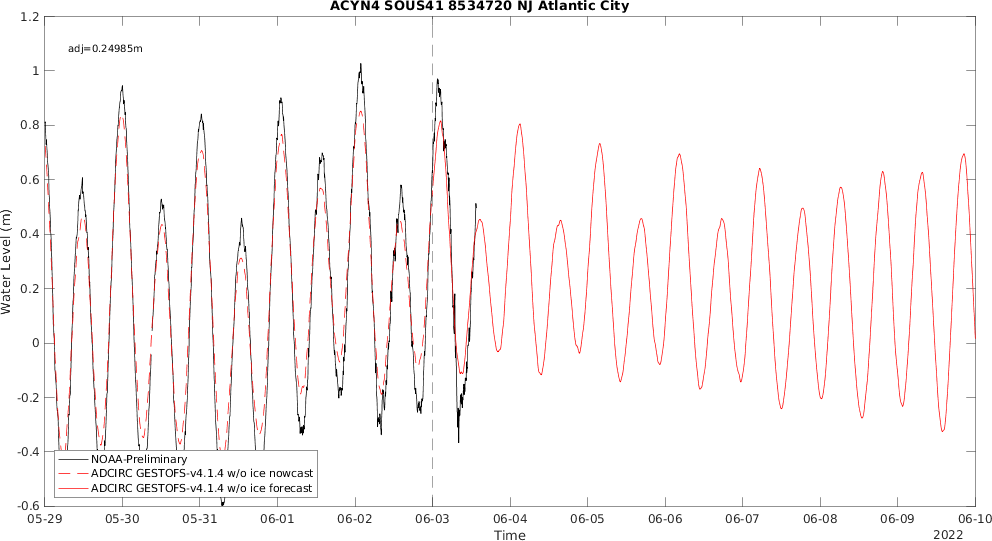 ACYN4 SOUS41 8534720 NJ Atlantic City
adj=0.24985m
Water Level (m)
1.2
1
0.8
0.6
0.4
0.2
0
-0.2
-0.4
-0.6
NOAA-Preliminary
ADCIRC GESTOFS-v4.1.4 w/o ice nowcast
ADCIRC GESTOFS-v4.1.4 w/o ice forecast
05-29 05-30 05-31 06-01 06-02 06-03 06-04 06-05 06-06 06-07 06-08 06-09 06-10
Time
2022